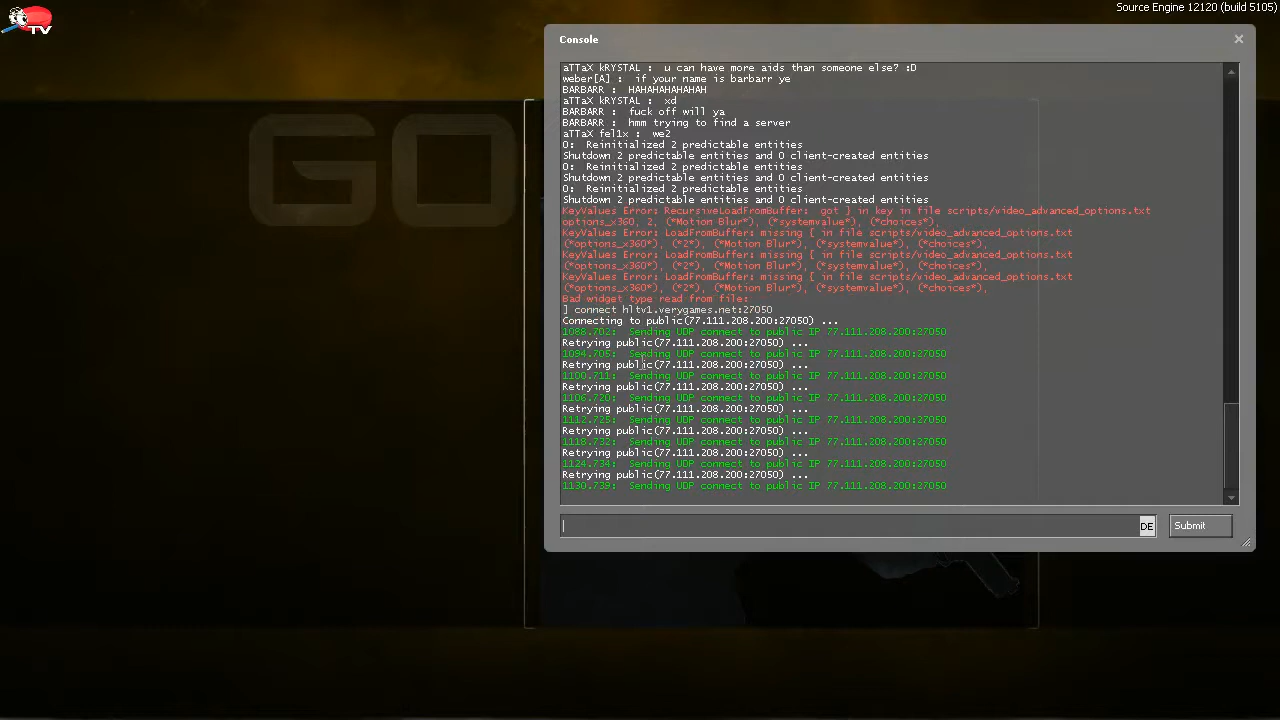 Source Engine 12120 (build 5105)
TV
GO
Console
aTTaX kRYSTAL :  u can have more aids than someone else? :D
weber[A] :  if your name is barbarr ye
BARBARR :  HAHAHAHAHAHAH
aTTaX kRYSTAL :  xd
BARBARR :  fuck off will ya
BARBARR :  hmm trying to find a server
aTTaX fel1x :  we2
0:  Reinitialized 2 predictable entities
Shutdown 2 predictable entities and 0 client-created entities
0:  Reinitialized 2 predictable entities
Shutdown 2 predictable entities and 0 client-created entities
0:  Reinitialized 2 predictable entities
Shutdown 2 predictable entities and 0 client-created entities
KeyValues Error: RecursiveLoadFromBuffer:  got } in key in file scripts/video_advanced_options.txt
options_x360, 2, (*Motion Blur*), (*systemvalue*), (*choices*),
KeyValues Error: LoadFromBuffer: missing { in file scripts/video_advanced_options.txt
(*options_x360*), (*2*), (*Motion Blur*), (*systemvalue*), (*choices*),
KeyValues Error: LoadFromBuffer: missing { in file scripts/video_advanced_options.txt
(*options_x360*), (*2*), (*Motion Blur*), (*systemvalue*), (*choices*),
KeyValues Error: LoadFromBuffer: missing { in file scripts/video_advanced_options.txt
(*options_x360*), (*2*), (*Motion Blur*), (*systemvalue*), (*choices*),
Bad widget type read from file:
] connect hltv1.verygames.net:27050
Connecting to public(77.111.208.200:27050) ...
1088.702:  Sending UDP connect to public IP 77.111.208.200:27050
Retrying public(77.111.208.200:27050) ...
1094.705:  Sending UDP connect to public IP 77.111.208.200:27050
Retrying public(77.111.208.200:27050) ...
1100.711:  Sending UDP connect to public IP 77.111.208.200:27050
Retrying public(77.111.208.200:27050) ...
1106.720:  Sending UDP connect to public IP 77.111.208.200:27050
Retrying public(77.111.208.200:27050) ...
1112.725:  Sending UDP connect to public IP 77.111.208.200:27050
Retrying public(77.111.208.200:27050) ...
1118.732:  Sending UDP connect to public IP 77.111.208.200:27050
Retrying public(77.111.208.200:27050) ...
1124.734:  Sending UDP connect to public IP 77.111.208.200:27050
Retrying public(77.111.208.200:27050) ...
1130.739:  Sending UDP connect to public IP 77.111.208.200:27050
DE
Submit